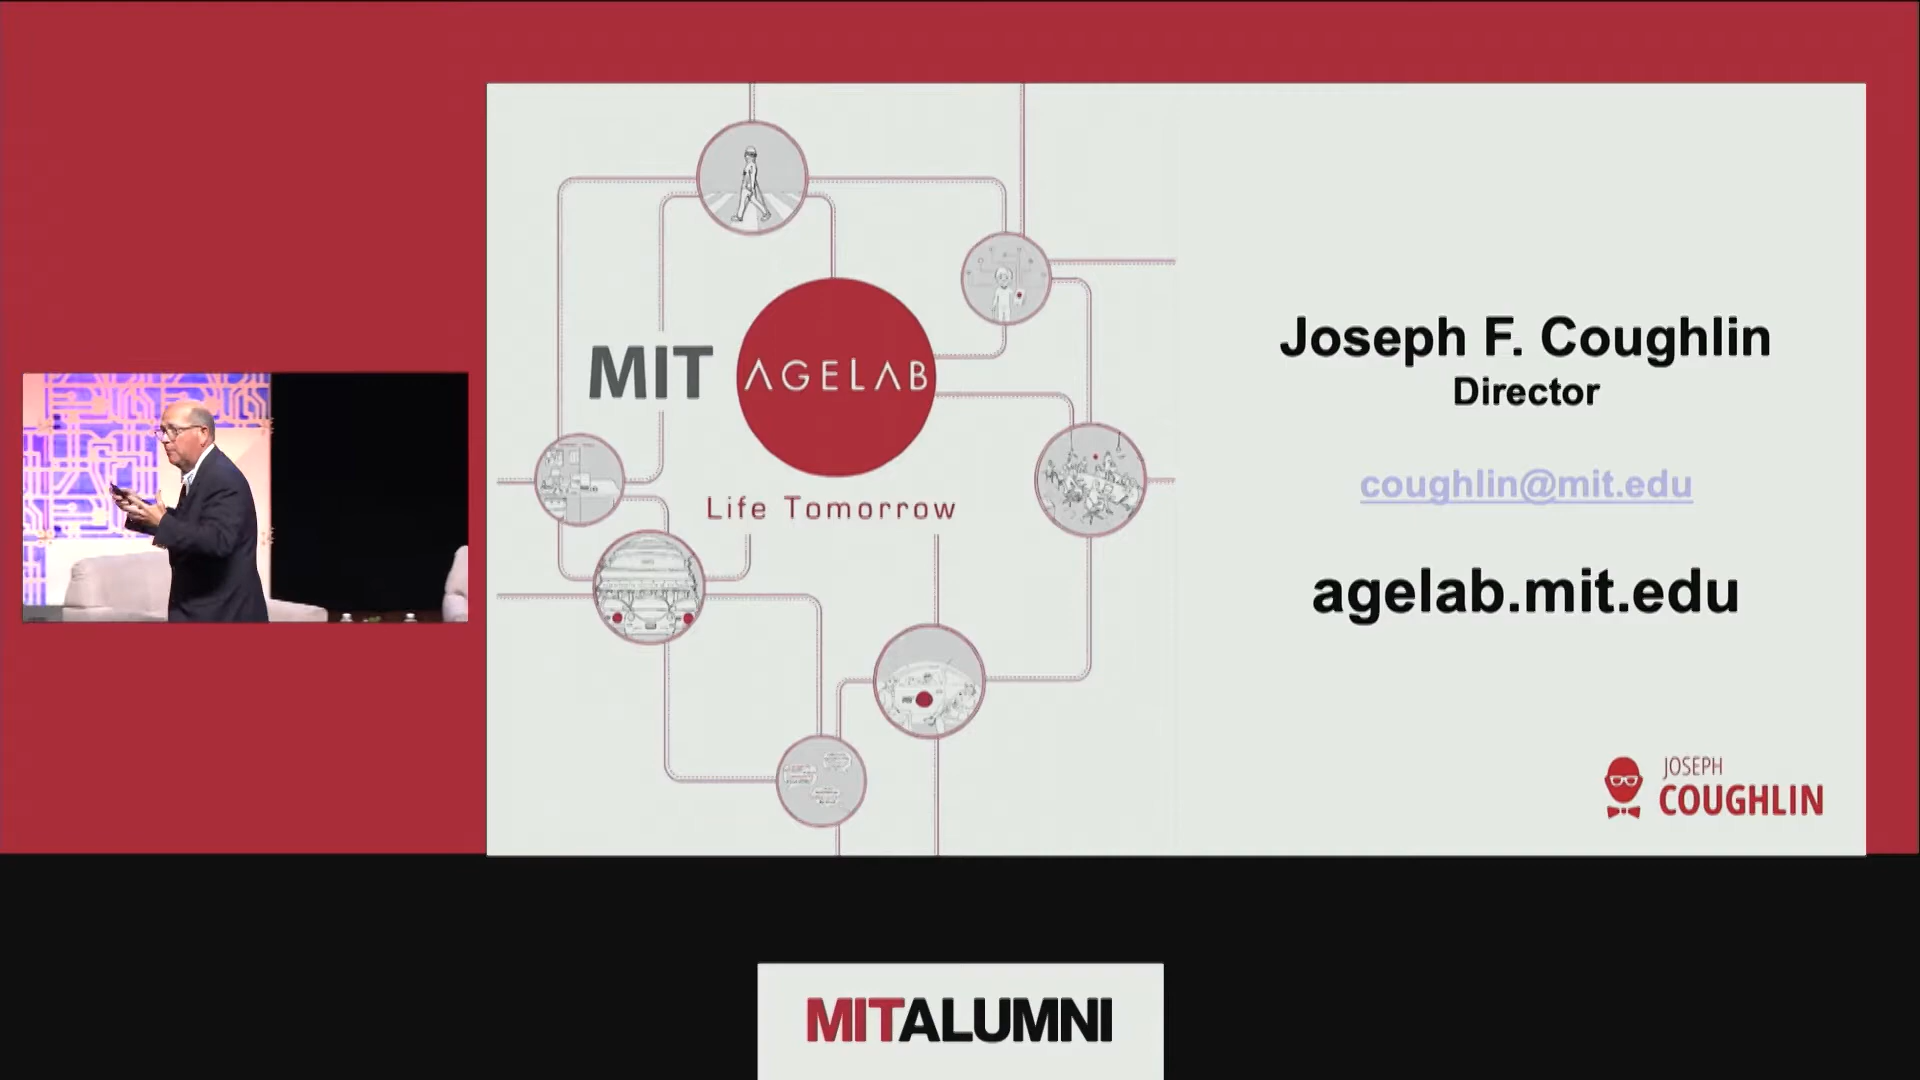 MIT AGELAB
Life Tomorrow
Joseph F. Coughlin
Director
coughlin@mit.edu
agelab.mit.edu
JOSEPH
COUGHLIN
MITALUMNI